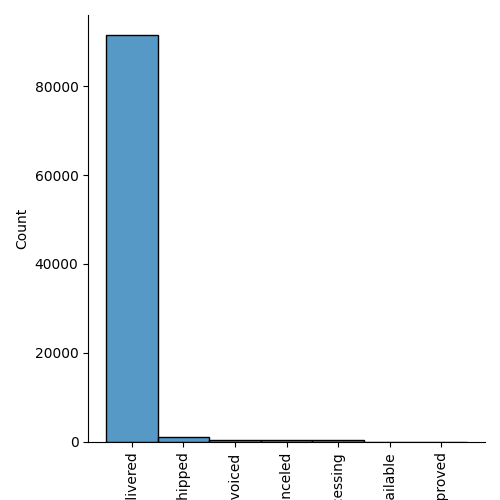 80000
60000
40000
20000
0
Count
livered
hipped
voiced
nceled
essing
ailable
proved